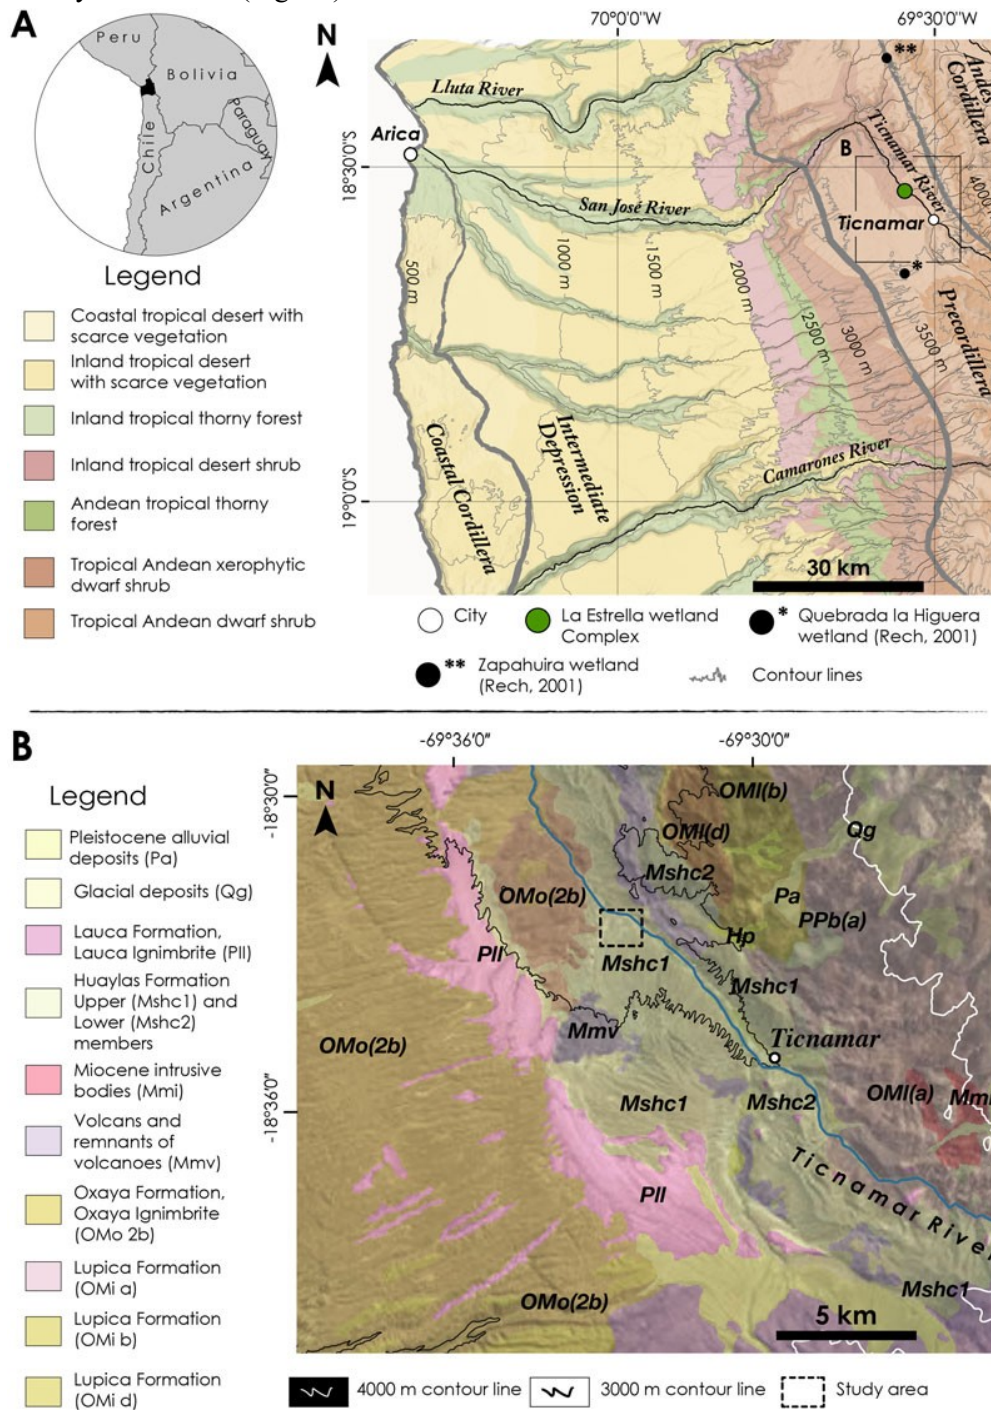 A
Peru
Bolivia
Paraguay
Chile
Argentina
N
70°0'0"W
69°30'0"W
18°30'0"S
19°0'0"S
Lluta River
Arica
San José River
Ticnamar River
B
Ticnamar
Andes
Cordillera
Precordillera
Coastal Cordillera
Intermediate
Depression
Camarones River
500 m
1000 m
1500 m
2000 m
2500 m
3000 m
3500 m
**
*
30 km
Legend
Coastal tropical desert with
scarce vegetation
Inland tropical desert
with scarce vegetation
Inland tropical thorny forest
Inland tropical desert shrub
Andean tropical thorny
forest
Tropical Andean xerophytic
dwarf shrub
Tropical Andean dwarf shrub
City
La Estrella wetland
Complex
* Quebrada la Higuera
wetland (Rech, 2001)
** Zapahuira wetland
(Rech, 2001)
Contour lines
B
Legend
Pleistocene alluvial
deposits (Pa)
Glacial deposits (Qg)
Lauca Formation,
Lauca Ignimbrite (Pll)
Huaylas Formation
Upper (Mshc1) and
Lower (Mshc2)
members
Miocene intrusive
bodies (Mmi)
Volcans and
remnants of
volcanoes (Mmv)
Oxaya Formation,
Oxaya Ignimbrite
(OMo 2b)
Lupica Formation
(OMi a)
Lupica Formation
(OMi b)
Lupica Formation
(OMi d)
-69°36'0"
-69°30'0"
-18°30'0"
-18°36'0"
N
OMl(b)
OMl(d)
Qg
Mshc2
OMo(2b)
Pa
PPb(a)
Hp
Pll
Mshc1
Mshc1
Mmv
Ticnamar
OMo(2b)
Mshc1
Mshc2
OMl(a)
Mmi
Pll
Ticnamar River
Mshc1
OMo(2b)
5 km
4000 m contour line
3000 m contour line
Study area